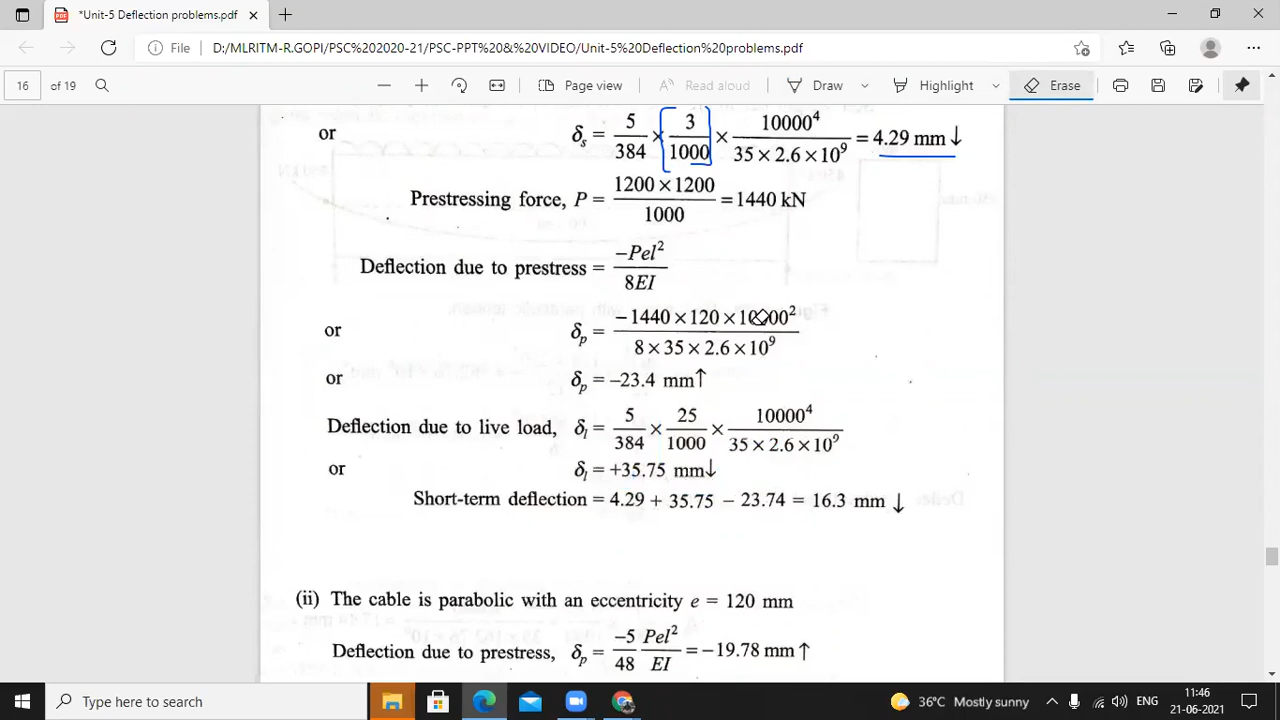 *Unit-5 Deflection problems.pdf
File D:/MLRITM-R.GOPI/PSC%202020-21/PSC-PPT%20&%20VIDEO/Unit-5%20Deflection%20problems.pdf
16 of 19 Page view Read aloud Draw Highlight Erase
or δs = 5/384 × 3/1000 × 10000⁴/35 × 2.6 × 10⁹ = 4.29 mm↓
Prestressing force, P = 1200 × 1200/1000 = 1440 kN
Deflection due to prestress = −Pel²/8EI
or δp = −1440 × 120 × 10000²/8 × 35 × 2.6 × 10⁹
or δp = −23.4 mm↑
Deflection due to live load, δl = 5/384 × 25/1000 × 10000⁴/35 × 2.6 × 10⁹
or δl = +35.75 mm↓
Short-term deflection = 4.29 + 35.75 − 23.74 = 16.3 mm ↓
(ii) The cable is parabolic with an eccentricity e = 120 mm
Deflection due to prestress, δp = −5/48 Pel²/EI = −19.78 mm↑
Type here to search 36°C Mostly sunny ENG 11:46
21-06-2021